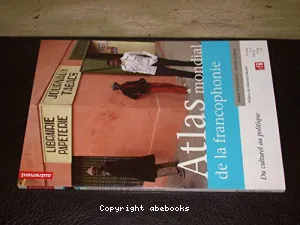 Atlas mondial
de la francophonie
Du culturel au politique
LIBRAIRIE
PAPETERIE
JOURNAUX
TABACS
autrement
Copyright abebooks